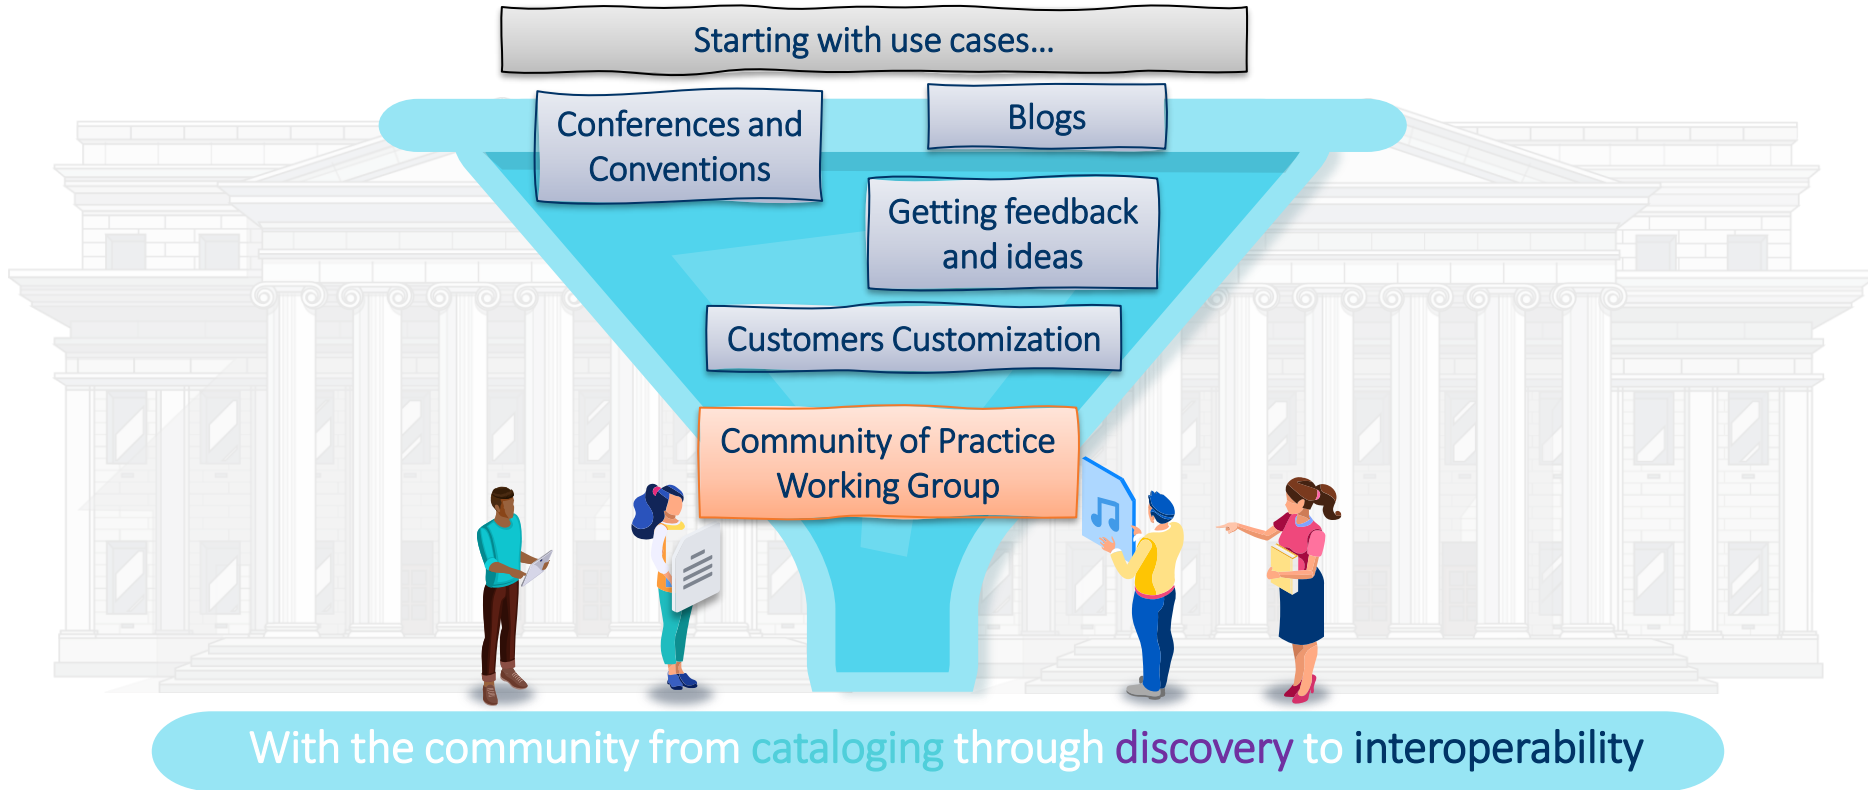 Starting with use cases...
Conferences and
Conventions
Blogs
Getting feedback
and ideas
Customers Customization
Community of Practice
Working Group
With the community from cataloging through discovery to interoperability